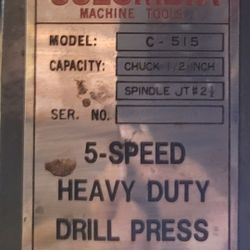 MACHINE TOOLS
MODEL: C-515
CAPACITY: CHUCK 1/2 INCH
SPINDLE JT#2½
SER. NO.
5-SPEED
HEAVY DUTY
DRILL PRESS